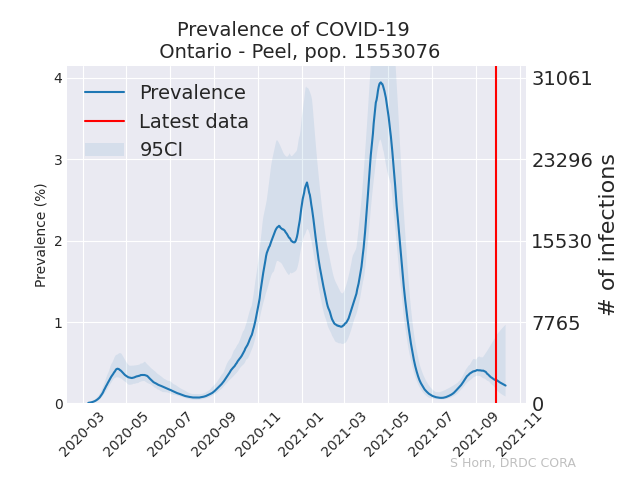 Prevalence of COVID-19
Ontario - Peel, pop. 1553076
Prevalence
Latest data
95CI
Prevalence (%)
4
3
2
1
0
31061
23296
15530
7765
0
# of infections
2020-03
2020-05
2020-07
2020-09
2020-11
2021-01
2021-03
2021-05
2021-07
2021-09
2021-11
S Horn, DRDC CORA